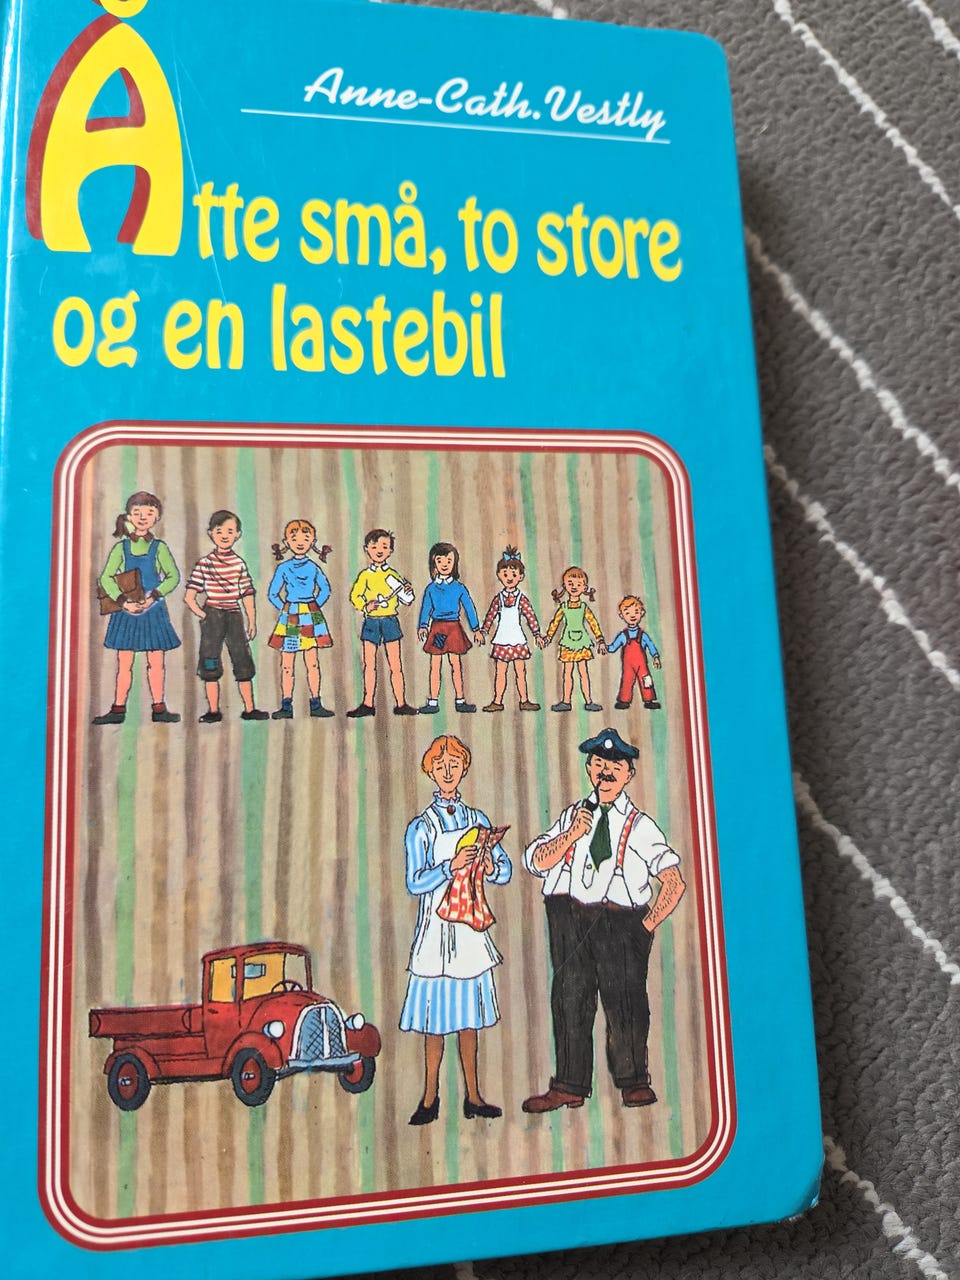 Anne-Cath. Vestly
Åtte små, to store
og en lastebil